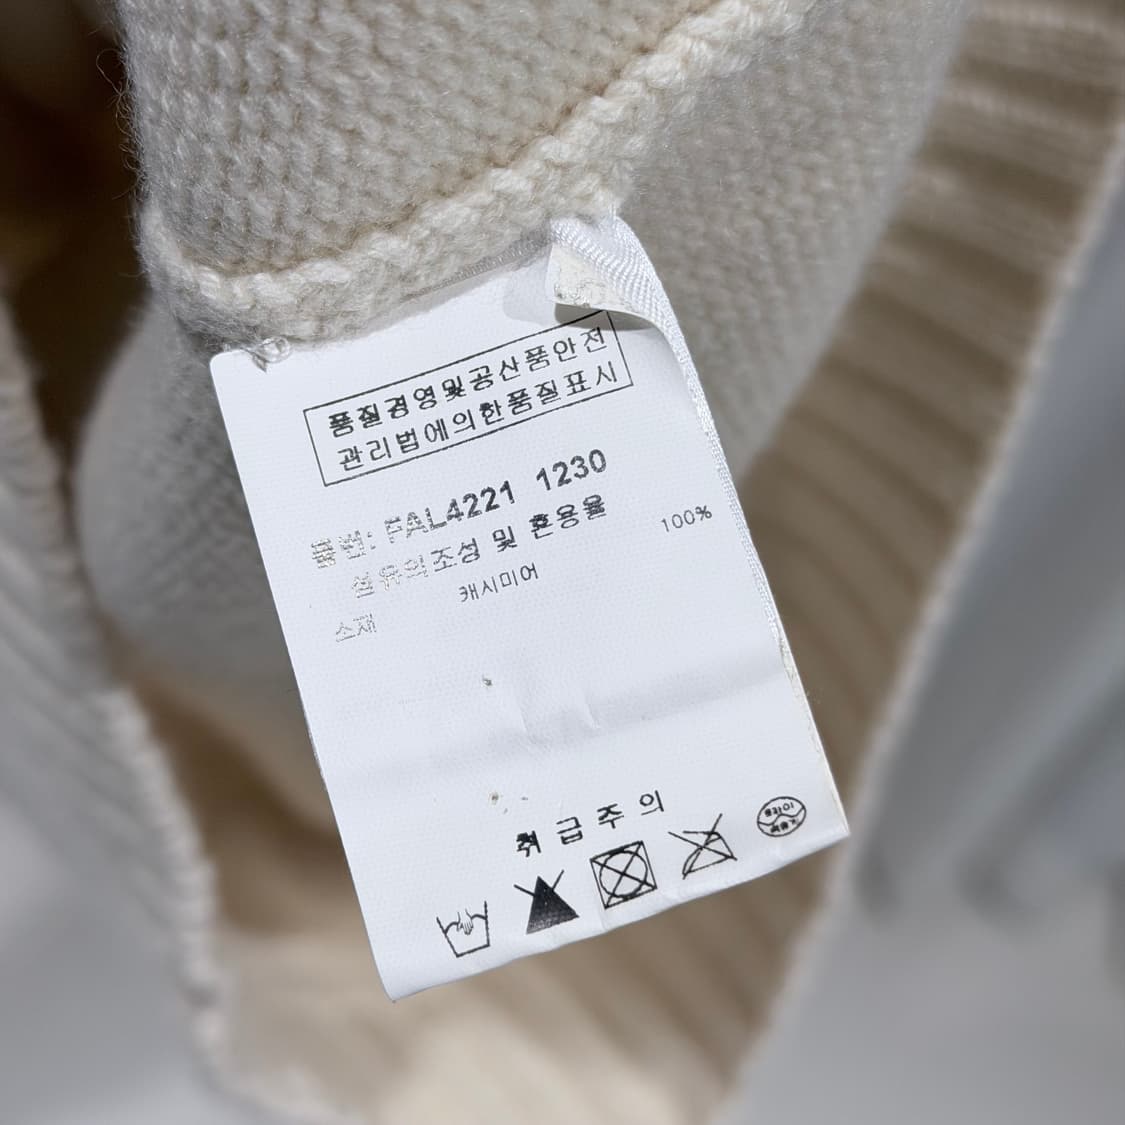 품질경영및공산품안전
관리법에의한품질표시
품번: FAL4221 1230
섬유의조성 및 혼용율
소재 캐시미어 100%
취급주의